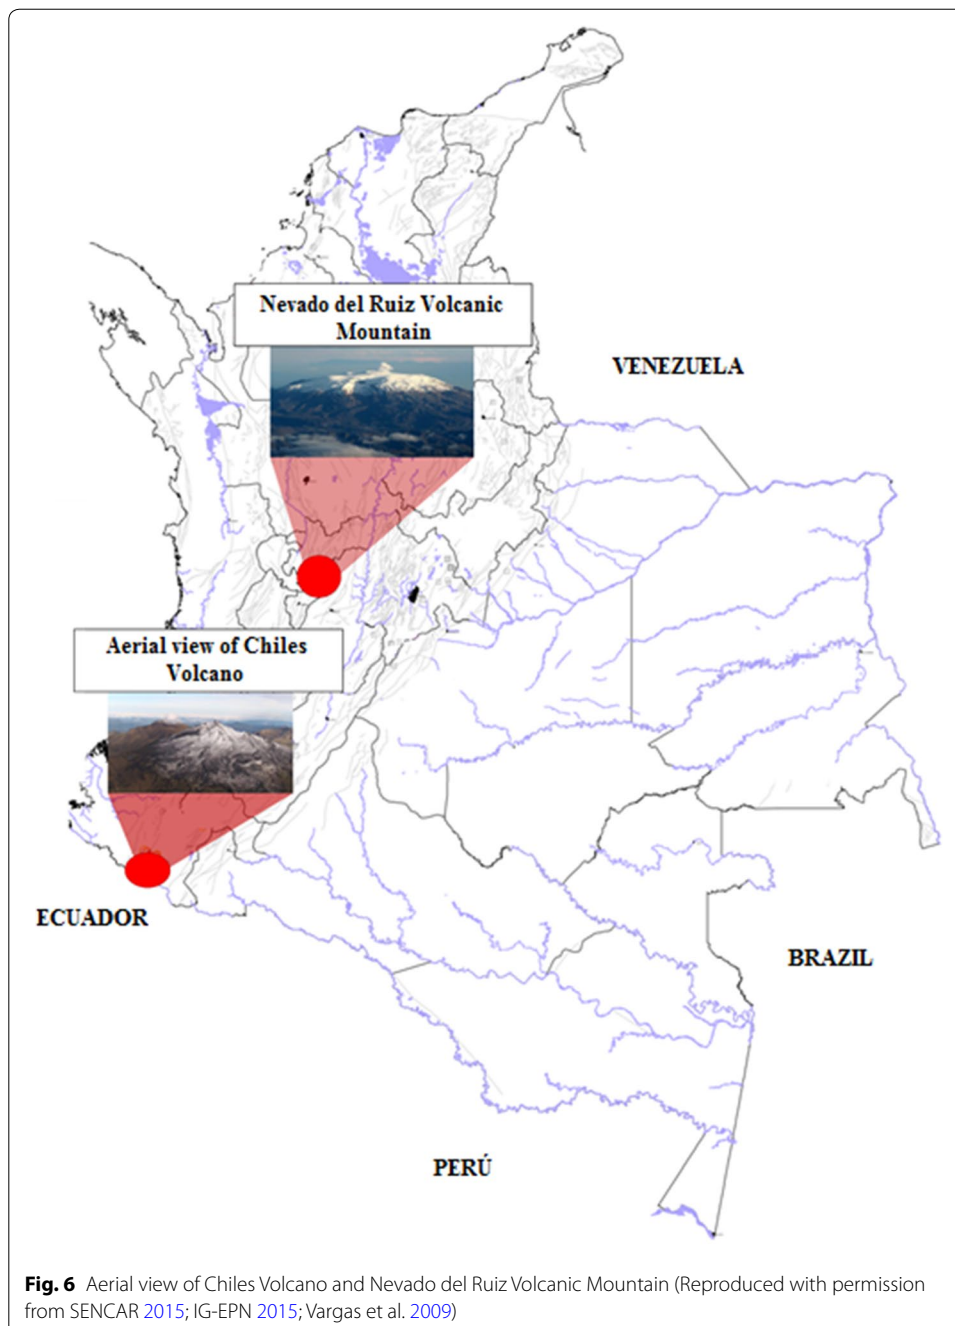 Nevado del Ruiz Volcanic
Mountain
VENEZUELA
Aerial view of Chiles
Volcano
ECUADOR
BRAZIL
PERÚ
Fig. 6 Aerial view of Chiles Volcano and Nevado del Ruiz Volcanic Mountain (Reproduced with permission
from SENCAR 2015; IG-EPN 2015; Vargas et al. 2009)